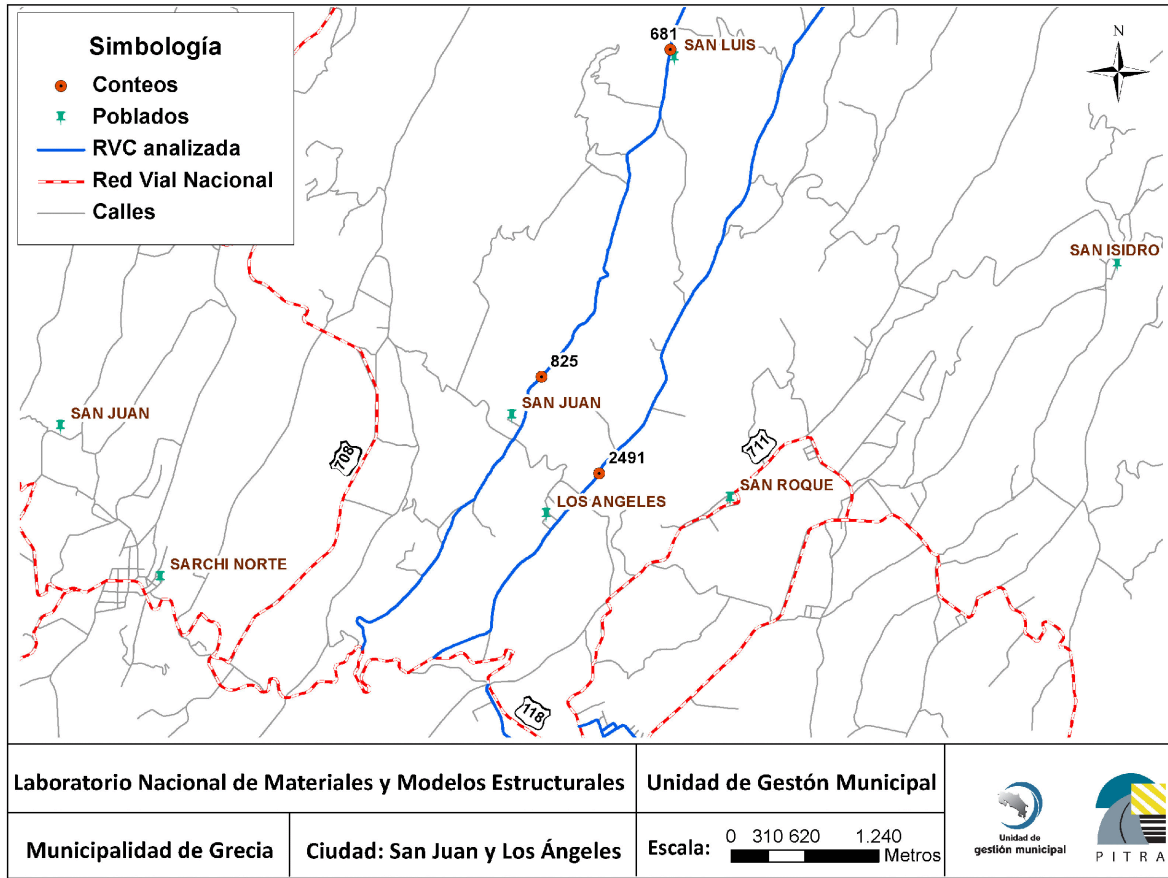 Simbología
Conteos
Poblados
RVC analizada
Red Vial Nacional
Calles
681
SAN LUIS
N
SAN ISIDRO
825
SAN JUAN
SAN JUAN
708
2491
711
SAN ROQUE
LOS ANGELES
SARCHI NORTE
118
Laboratorio Nacional de Materiales y Modelos Estructurales
Unidad de Gestón Municipal
Municipalidad de Grecia
Ciudad: San Juan y Los Ángeles
Escala:
0 310 620 1.240
Metros
Unidad de
gestión municipal
PITRA